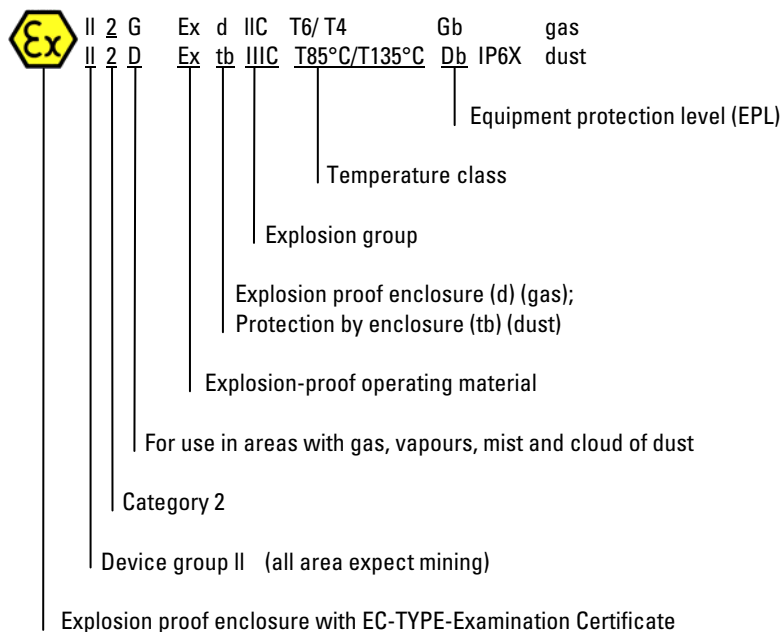 Ex II 2 G Ex d IIC T6/ T4 Gb gas
II 2 D Ex tb IIIC T85°C/T135°C Db IP6X dust
Equipment protection level (EPL)
Temperature class
Explosion group
Explosion proof enclosure (d) (gas);
Protection by enclosure (tb) (dust)
Explosion-proof operating material
For use in areas with gas, vapours, mist and cloud of dust
Category 2
Device group II (all area expect mining)
Explosion proof enclosure with EC-TYPE-Examination Certificate